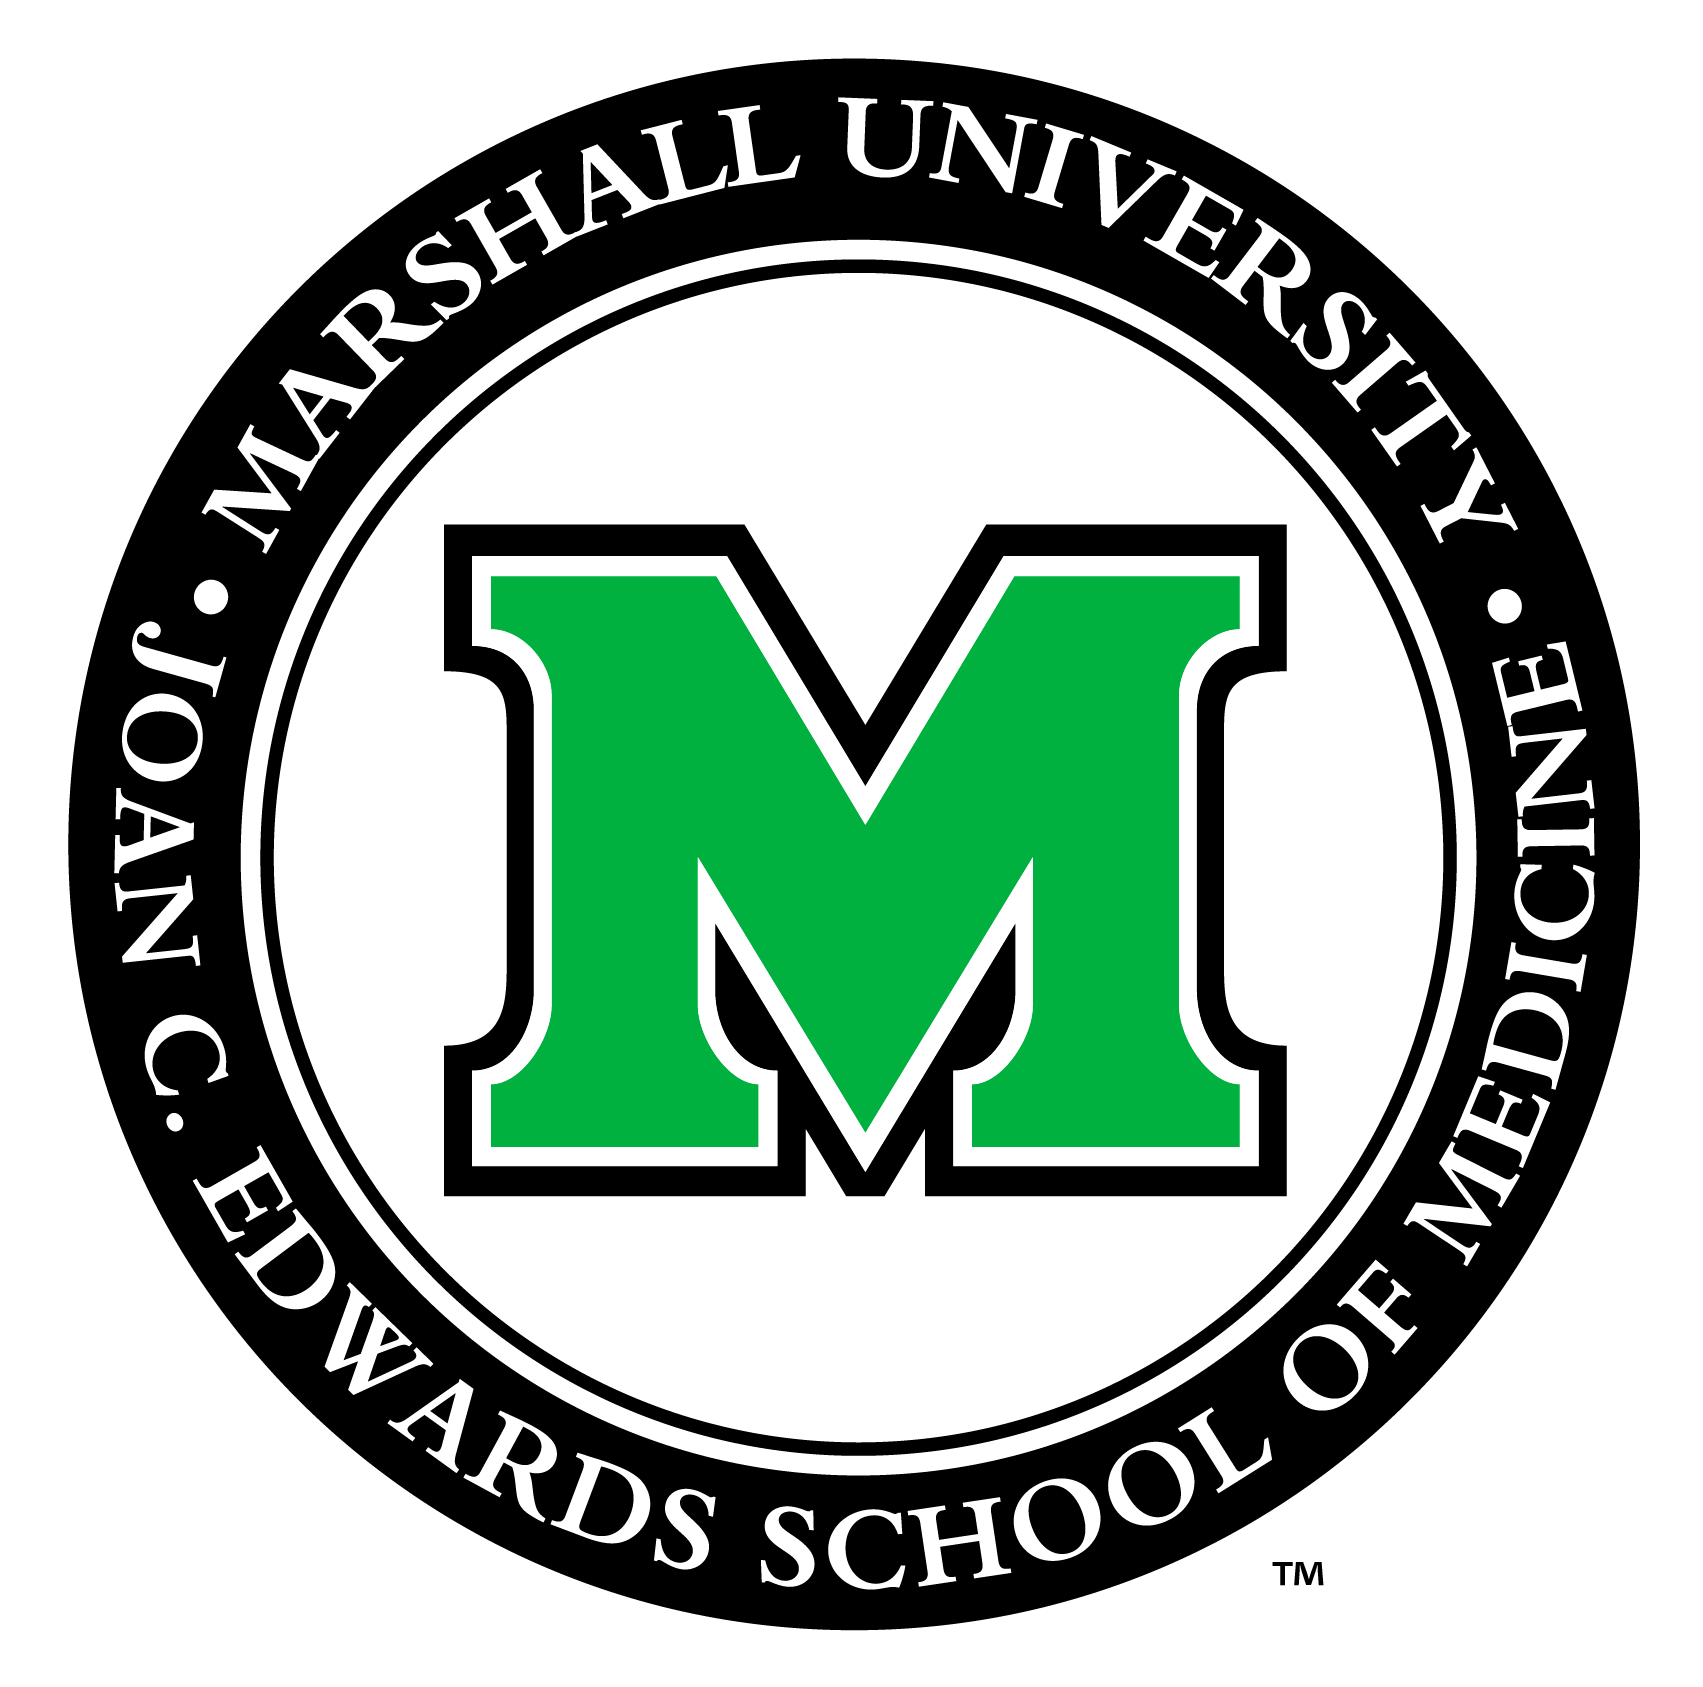 MARSHALL UNIVERSITY
• JOAN C. EDWARDS SCHOOL OF MEDICINE •
M
TM